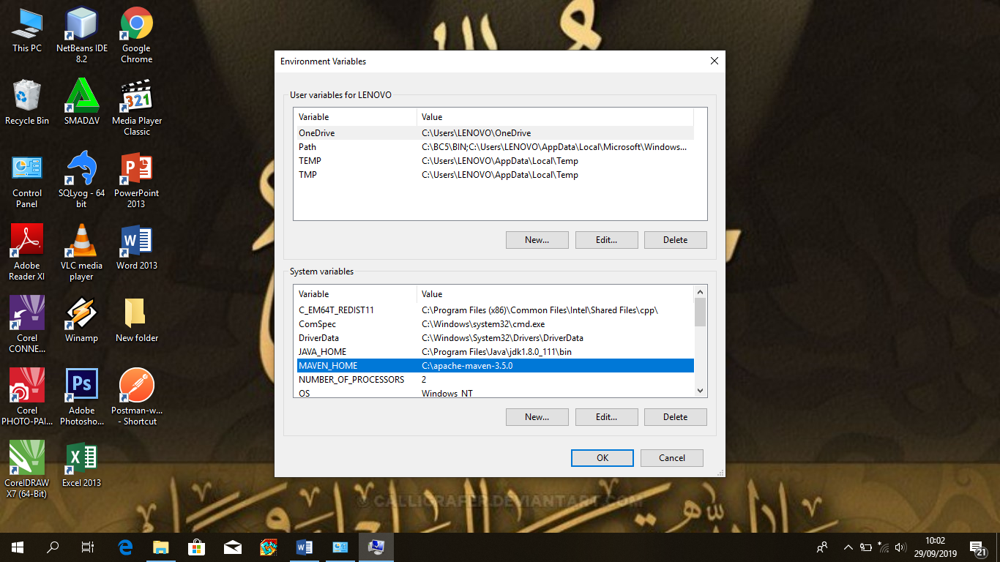 This PC
NetBeans IDE
8.2
Google
Chrome
Recycle Bin
SMADΔV
Media Player
Classic
321
Control
Panel
SQLyog - 64
bit
PowerPoint
2013
Adobe
Reader XI
VLC media
player
Word 2013
Corel
CONNE...
Winamp
New folder
Corel
PHOTO-PAI...
Adobe
Photosho...
Postman-w...
- Shortcut
CorelDRAW
X7 (64-Bit)
Excel 2013
Environment Variables
User variables for LENOVO
Variable Value
OneDrive C:\Users\LENOVO\OneDrive
Path C:\BC5\BIN;C:\Users\LENOVO\AppData\Local\Microsoft\Windows...
TEMP C:\Users\LENOVO\AppData\Local\Temp
TMP C:\Users\LENOVO\AppData\Local\Temp
New... Edit... Delete
System variables
Variable Value
C_EM64T_REDIST11 C:\Program Files (x86)\Common Files\Intel\Shared Files\cpp\
ComSpec C:\Windows\system32\cmd.exe
DriverData C:\Windows\System32\Drivers\DriverData
JAVA_HOME C:\Program Files\Java\jdk1.8.0_111\bin
MAVEN_HOME C:\apache-maven-3.5.0
NUMBER_OF_PROCESSORS 2
OS Windows_NT
New... Edit... Delete
OK Cancel
© CALLIGRAFER.DEVIANTART.COM
10:02
29/09/2019
21